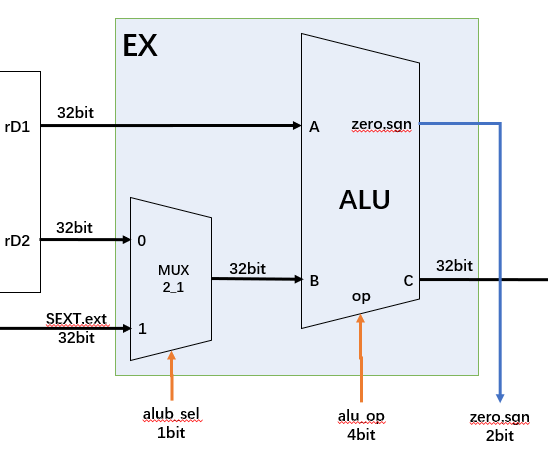 EX
32bit
rD1
A
zero.sgn
ALU
32bit
rD2
0
MUX
2_1
32bit
B
C
32bit
op
SEXT.ext
32bit
1
alub_sel
1bit
alu_op
4bit
zero.sgn
2bit